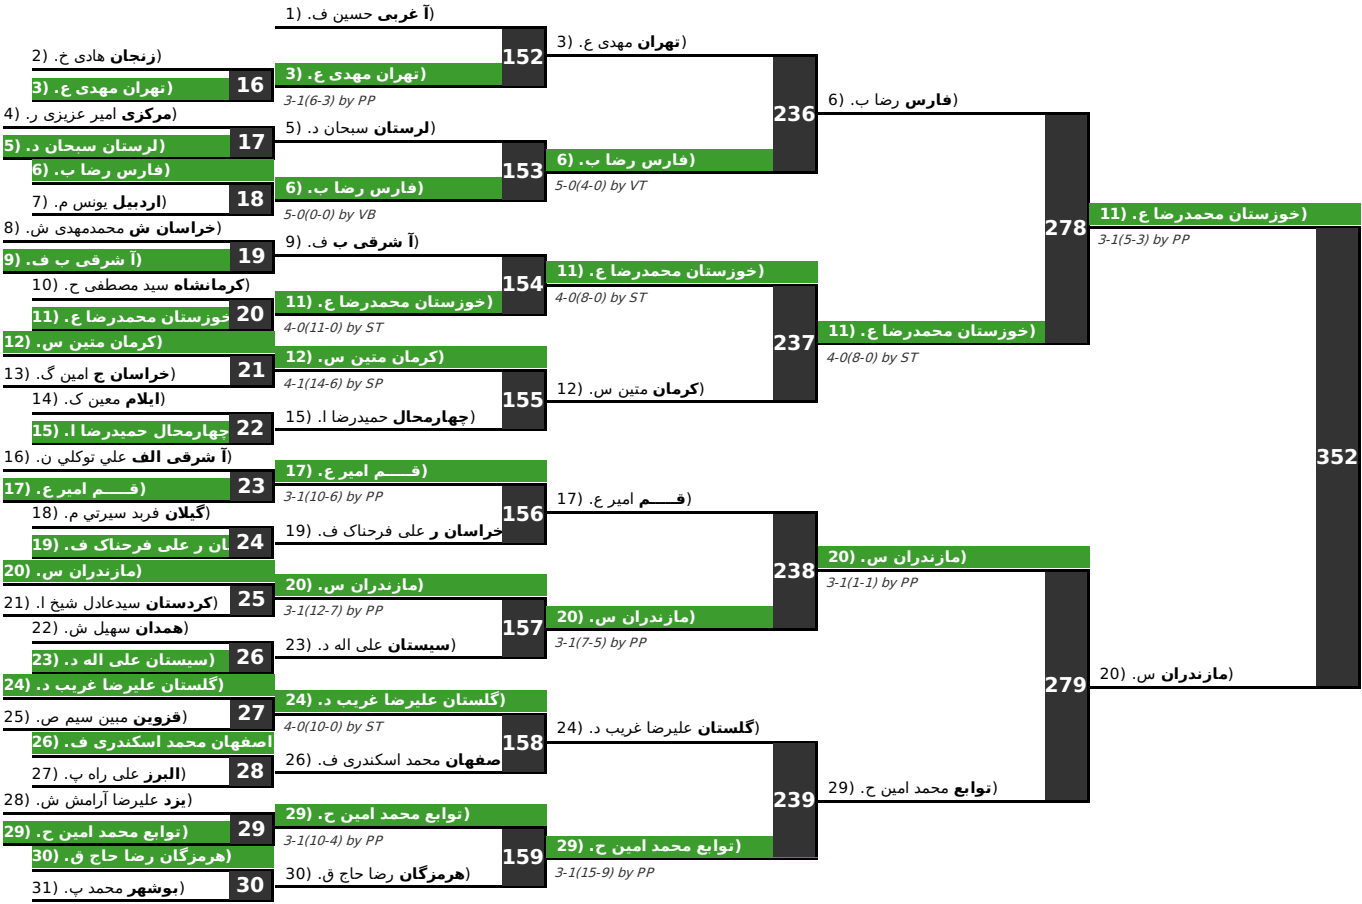 2) زنجان هادی خ.)
16
3) تهران مهدی ع.)
4) مرکزی امیر عزیزی ر.)
17
5) لرستان سبحان د.)
6) فارس رضا ب.)
18
7) اردبیل یونس م.)
8) خراسان ش محمدمهدی ش.)
19
9) آ شرقی ب ف.)
10) کرمانشاه سید مصطفی ح.)
20
11) خوزستان محمدرضا ع.
12) کرمان متین س.)
21
13) خراسان ج امین گ.)
14) ایلام معین ک.)
22
15) چهارمحال حمیدرضا ا.
16) آ شرقی الف علي توکلي ن.)
23
17) قـــــم امیر ع.)
18) گیلان فربد سیرتي م.)
24
19) ان ر علی فرحناک ف.
20) مازندران س.)
25
21) کردستان سیدعادل شیخ ا.)
22) همدان سهیل ش.)
26
23) سیستان علی اله د.)
24) گلستان علیرضا غریب د.)
27
25) قزوین مبین سیم ص.)
26) اصفهان محمد اسکندری ف.
28
27) البرز علی راه پ.)
28) یزد علیرضا آرامش ش.)
29
29) توابع محمد امین ح.)
30) هرمزگان رضا حاج ق.)
30
31) بوشهر محمد پ.)
1) آ غربی حسین ف.)
152
3) تهران مهدی ع.)
3-1(6-3) by PP
5) لرستان سبحان د.)
153
6) فارس رضا ب.)
5-0(0-0) by VB
9) آ شرقی ب ف.)
154
11) خوزستان محمدرضا ع.)
4-0(11-0) by ST
12) کرمان متین س.)
4-1(14-6) by SP
155
15) چهارمحال حمیدرضا ا.)
17) قـــــم امیر ع.)
3-1(10-6) by PP
156
19) خراسان ر علی فرحناک ف.
20) مازندران س.)
3-1(12-7) by PP
157
23) سیستان علی اله د.)
24) گلستان علیرضا غریب د.)
4-0(10-0) by ST
158
26) صفهان محمد اسکندری ف.
29) توابع محمد امین ح.)
3-1(10-4) by PP
159
30) هرمزگان رضا حاج ق.)
3) تهران مهدی ع.)
236
6) فارس رضا ب.)
5-0(4-0) by VT
11) خوزستان محمدرضا ع.)
4-0(8-0) by ST
237
12) کرمان متین س.)
17) قـــــم امیر ع.)
238
20) مازندران س.)
3-1(7-5) by PP
24) گلستان علیرضا غریب د.)
239
29) توابع محمد امین ح.)
3-1(15-9) by PP
6) فارس رضا ب.)
278
11) خوزستان محمدرضا ع.)
4-0(8-0) by ST
20) مازندران س.)
3-1(1-1) by PP
279
29) توابع محمد امین ح.)
11) خوزستان محمدرضا ع.)
3-1(5-3) by PP
352
20) مازندران س.)